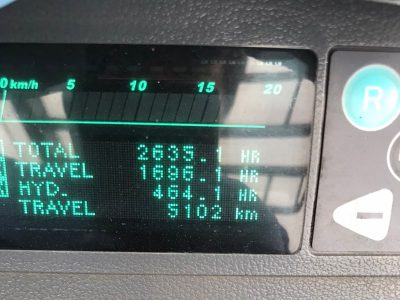 0 km/h 5 10 15 20
TOTAL 2635.1 HR
TRAVEL 1696.1 HR
HYD. 464.1 HR
TRAVEL 5102 km
R